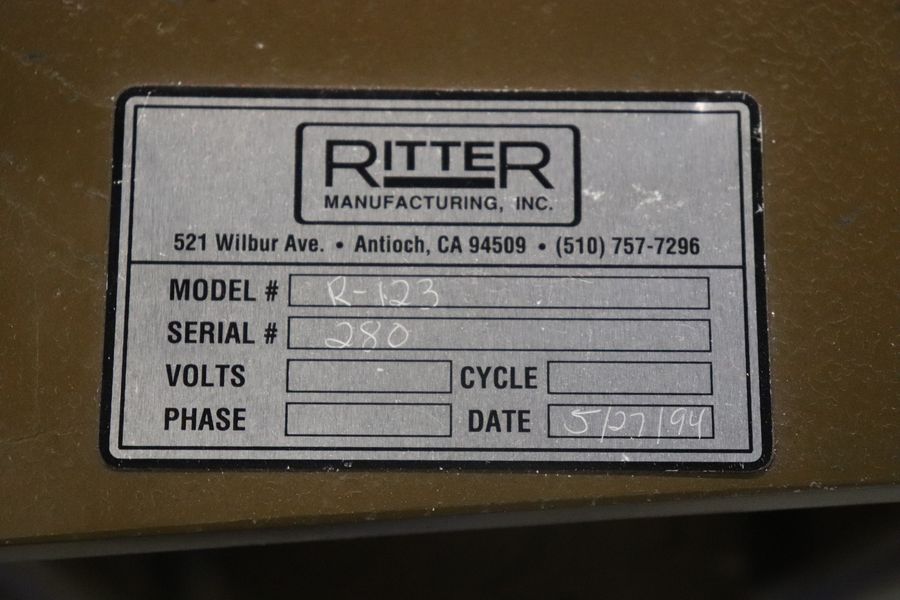 RITTER
MANUFACTURING, INC.
521 Wilbur Ave. • Antioch, CA 94509 • (510) 757-7296
MODEL # R-123
SERIAL # 280
VOLTS CYCLE
PHASE DATE 5/27/94